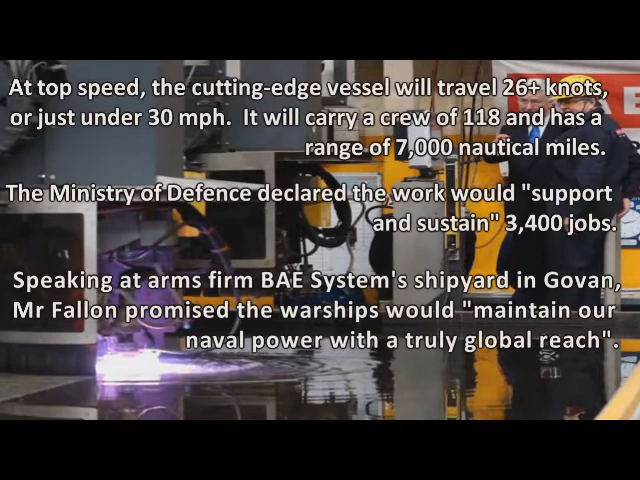 At top speed, the cutting-edge vessel will travel 26+ knots,
or just under 30 mph.  It will carry a crew of 118 and has a
range of 7,000 nautical miles.
The Ministry of Defence declared the work would "support
and sustain" 3,400 jobs.
Speaking at arms firm BAE System's shipyard in Govan,
Mr Fallon promised the warships would "maintain our
naval power with a truly global reach".